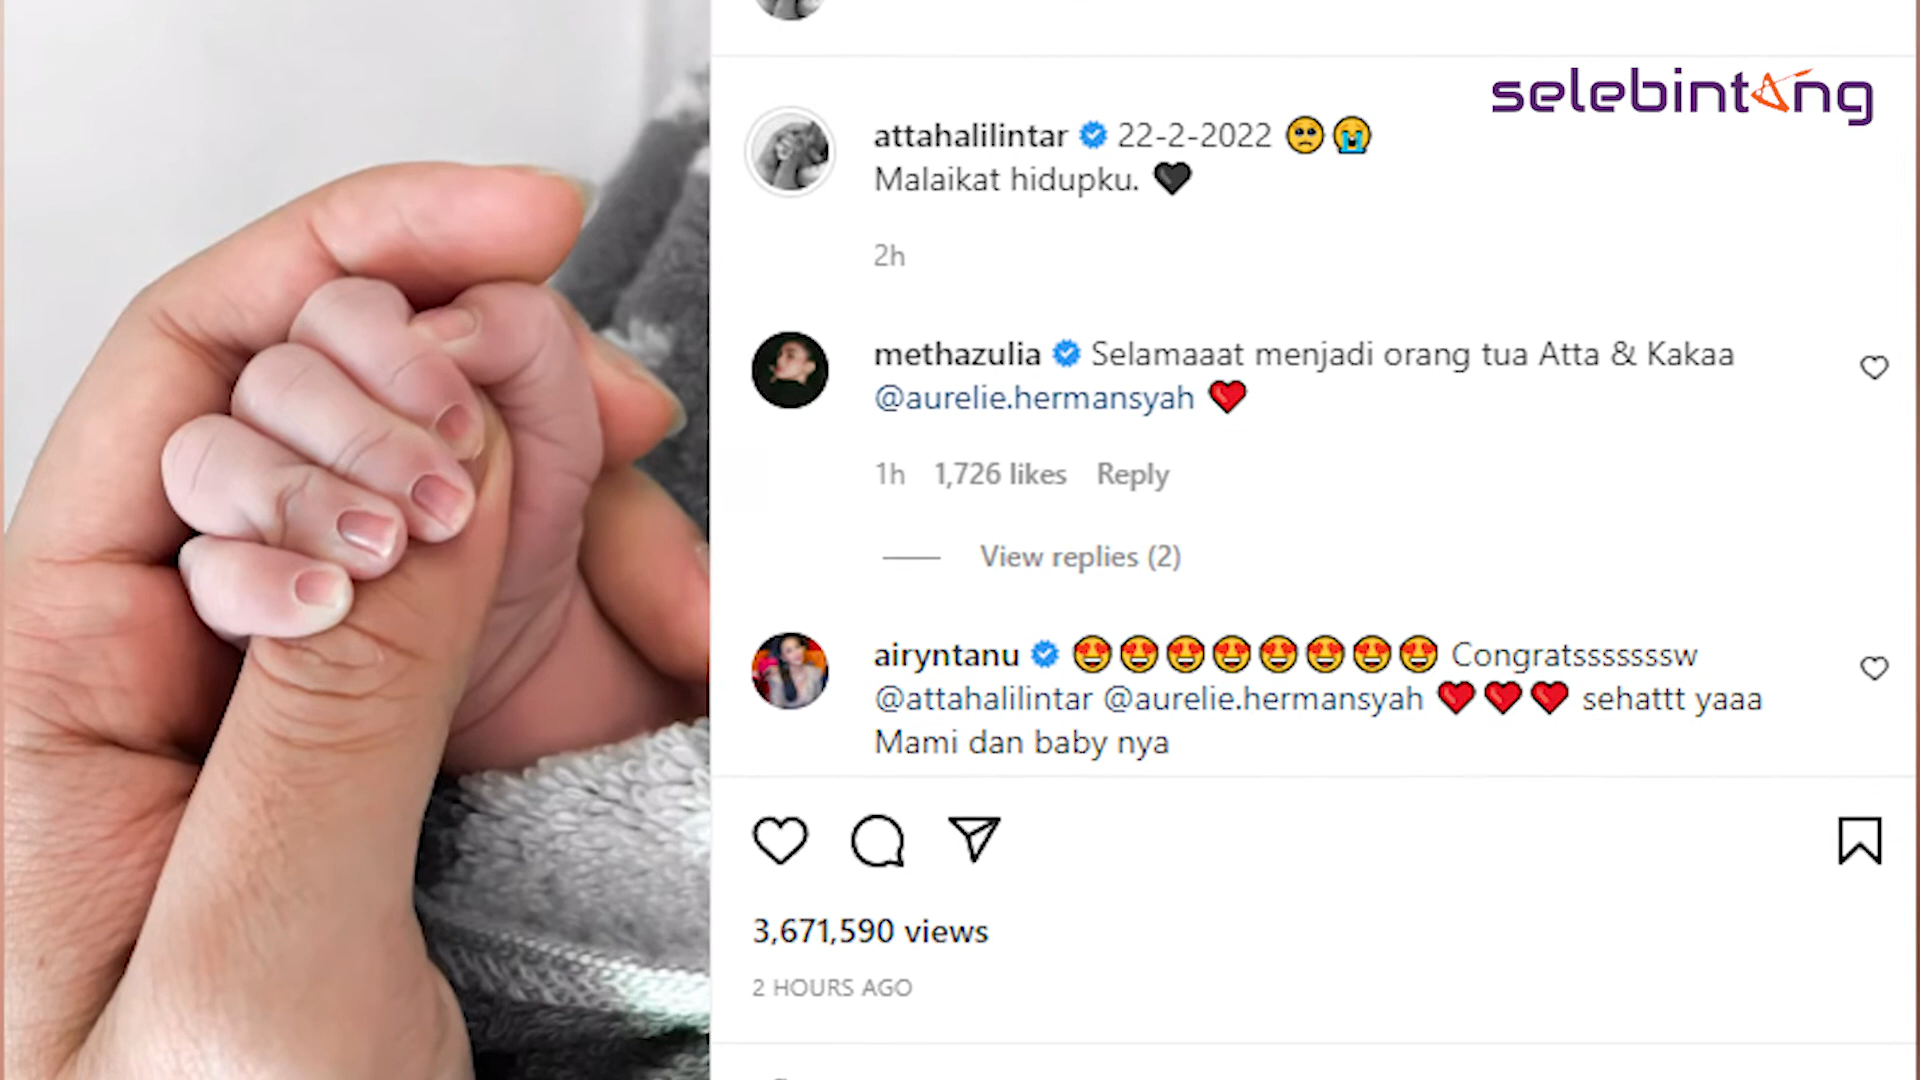 selebintang
attahalilintar 22-2-2022 🥺😭
Malaikat hidupku. 🖤
2h
methazulia Selamaaat menjadi orang tua Atta & Kakaa
@aurelie.hermansyah ❤️
1h 1,726 likes Reply
View replies (2)
airyntanu 😍😍😍😍😍😍😍😍 Congratsssssssw
@attahalilintar @aurelie.hermansyah ❤️❤️❤️ sehattt yaaa
Mami dan baby nya
3,671,590 views
2 HOURS AGO